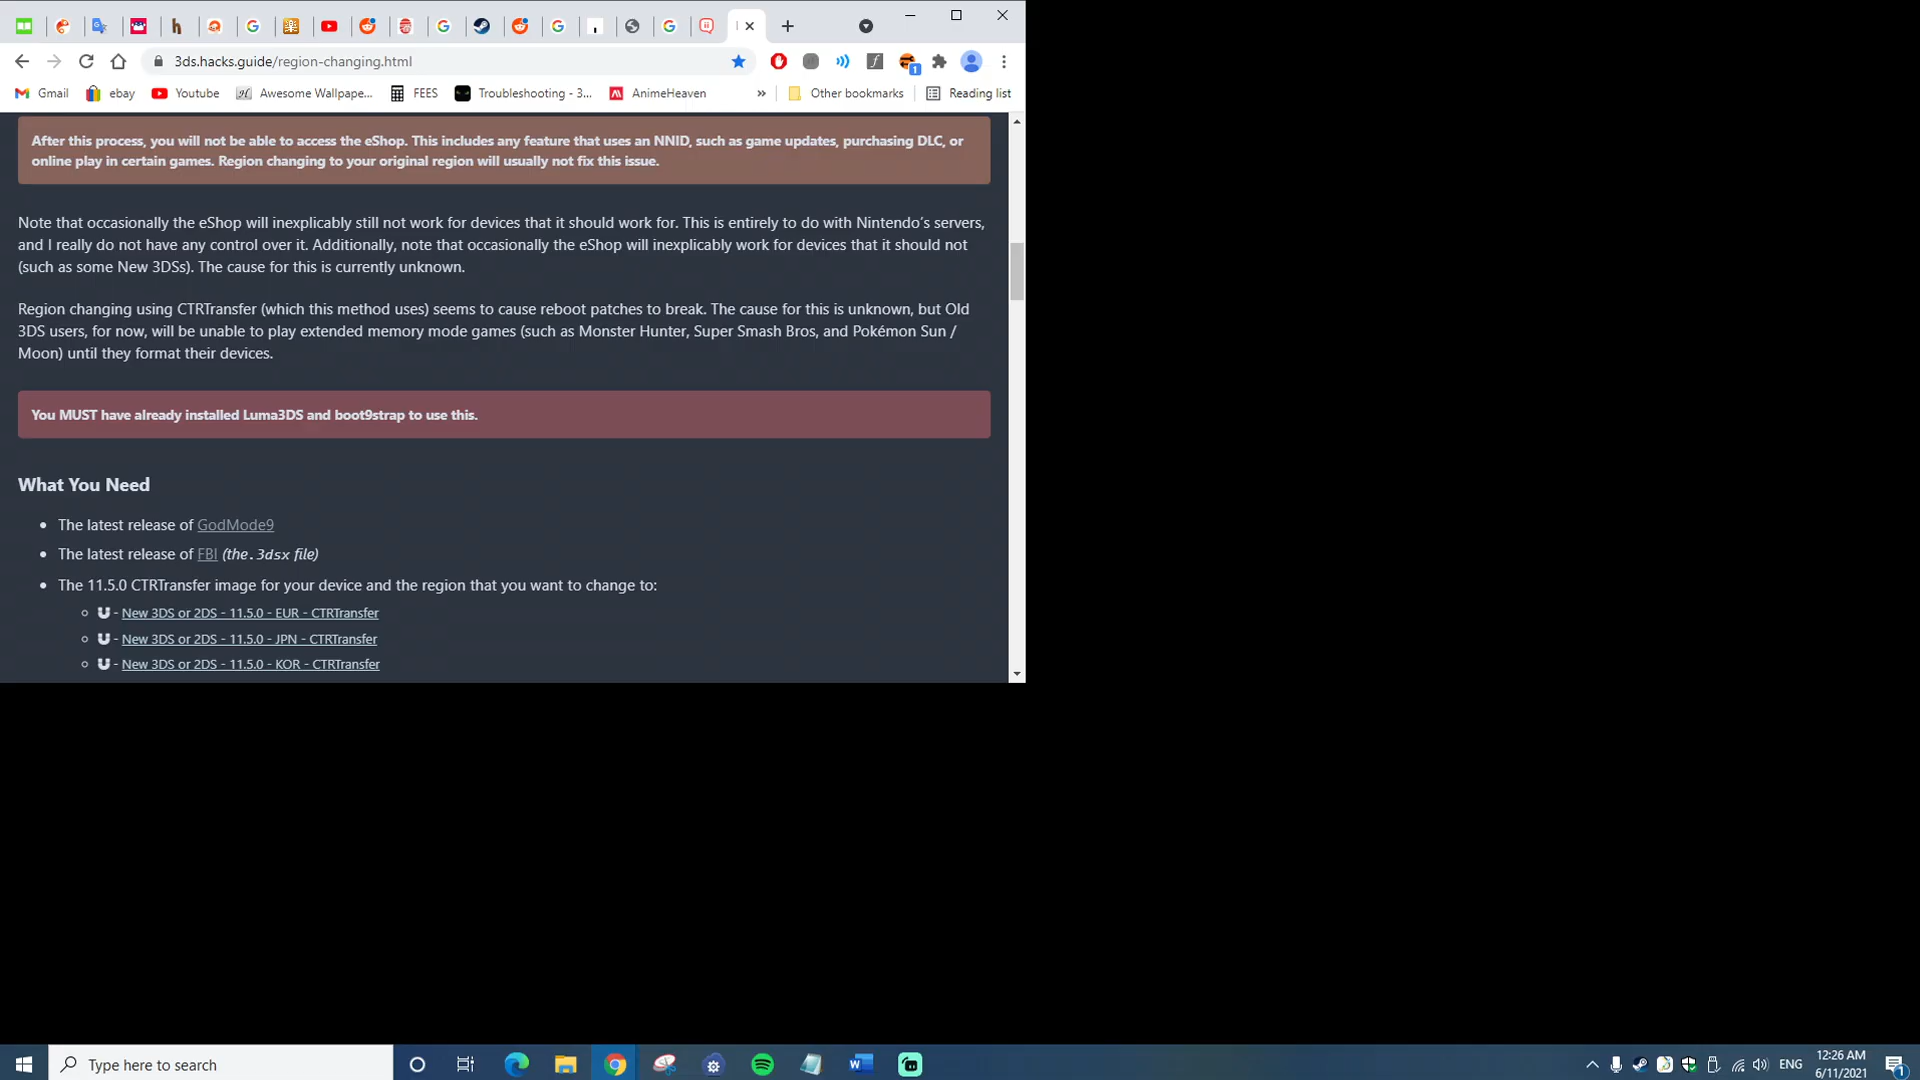 3ds.hacks.guide/region-changing.html
1
Gmail
ebay
Youtube
Awesome Wallpape...
FEES
Troubleshooting - 3...
AnimeHeaven
»
Other bookmarks
Reading list
After this process, you will not be able to access the eShop. This includes any feature that uses an NNID, such as game updates, purchasing DLC, or
online play in certain games. Region changing to your original region will usually not fix this issue.
Note that occasionally the eShop will inexplicably still not work for devices that it should work for. This is entirely to do with Nintendo's servers,
and I really do not have any control over it. Additionally, note that occasionally the eShop will inexplicably work for devices that it should not
(such as some New 3DSs). The cause for this is currently unknown.
Region changing using CTRTransfer (which this method uses) seems to cause reboot patches to break. The cause for this is unknown, but Old
3DS users, for now, will be unable to play extended memory mode games (such as Monster Hunter, Super Smash Bros, and Pokémon Sun /
Moon) until they format their devices.
You MUST have already installed Luma3DS and boot9strap to use this.
What You Need
The latest release of GodMode9
The latest release of FBI (the .3dsx file)
The 11.5.0 CTRTransfer image for your device and the region that you want to change to:
- New 3DS or 2DS - 11.5.0 - EUR - CTRTransfer
- New 3DS or 2DS - 11.5.0 - JPN - CTRTransfer
- New 3DS or 2DS - 11.5.0 - KOR - CTRTransfer
Type here to search
ENG
12:26 AM
6/11/2021
1